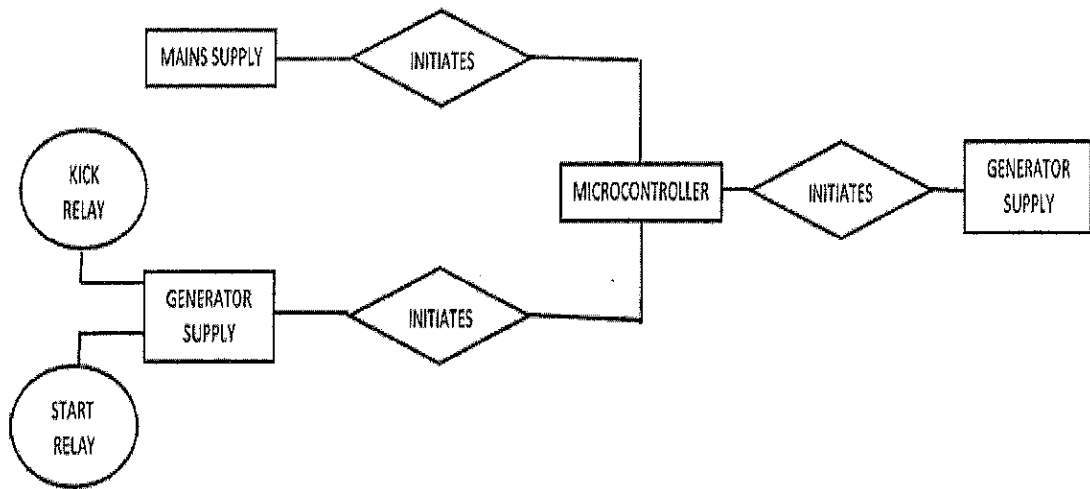 MAINS SUPPLY
INITIATES
KICK
RELAY
MICROCONTROLLER
INITIATES
GENERATOR
SUPPLY
GENERATOR
SUPPLY
INITIATES
START
RELAY